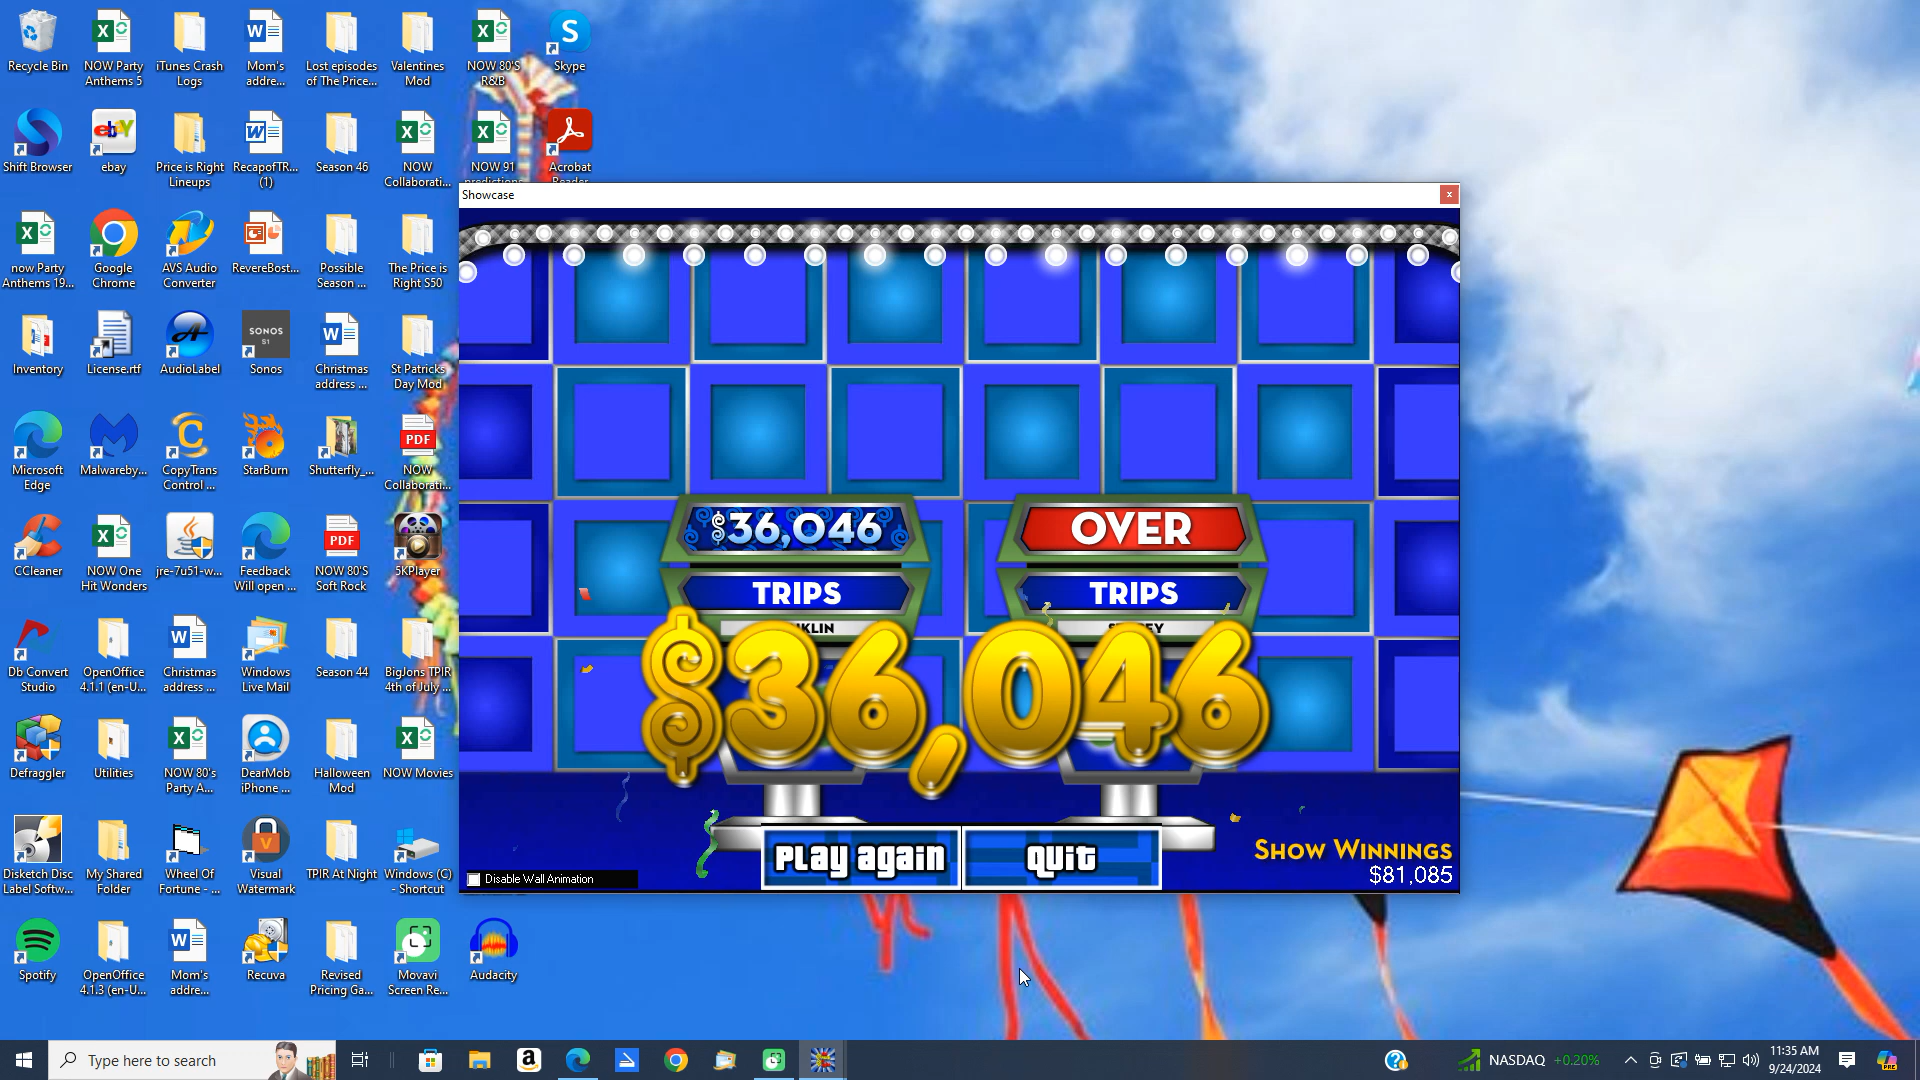 Recycle Bin
NOW Party
Anthems 5
iTunes Crash
Logs
Mom's
addre...
Lost episodes
of The Price...
Valentines
Mod
NOW 80'S
R&B
Skype
Shift Browser
ebay
Price is Right
Lineups
RecapofTR...
(1)
Season 46
NOW
Collaborati...
NOW 91
predictions
Acrobat
Reader
now Party
Anthems 19...
Google
Chrome
AVS Audio
Converter
RevereBost...
Possible
Season ...
The Price is
Right S50
Inventory
License.rtf
AudioLabel
SONOS
S1
Sonos
Christmas
address ...
St Patricks
Day Mod
Microsoft
Edge
Malwareby...
CopyTrans
Control ...
StarBurn
Shutterfly_...
PDF
NOW
Collaborati...
CCleaner
NOW One
Hit Wonders
jre-7u51-w...
Feedback
Will open ...
PDF
NOW 80'S
Soft Rock
5KPlayer
Db Convert
Studio
OpenOffice
4.1.1 (en-U...
Christmas
address ...
Windows
Live Mail
Season 44
BigJons TPIR
4th of July ...
Defraggler
Utilities
NOW 80's
Party A...
DearMob
iPhone ...
Halloween
Mod
NOW Movies
Disketch Disc
Label Softw...
My Shared
Folder
Wheel Of
Fortune - ...
Visual
Watermark
TPIR At Night
Windows (C)
- Shortcut
Spotify
OpenOffice
4.1.3 (en-U...
Mom's
addre...
Recuva
Revised
Pricing Ga...
Movavi
Screen Re...
Audacity
Showcase
$36,046
OVER
TRIPS
TRIPS
$36,046
Play again
Quit
SHOW WINNINGS
$81,085
Disable Wall Animation
Type here to search
NASDAQ +0.20%
11:35 AM
9/24/2024